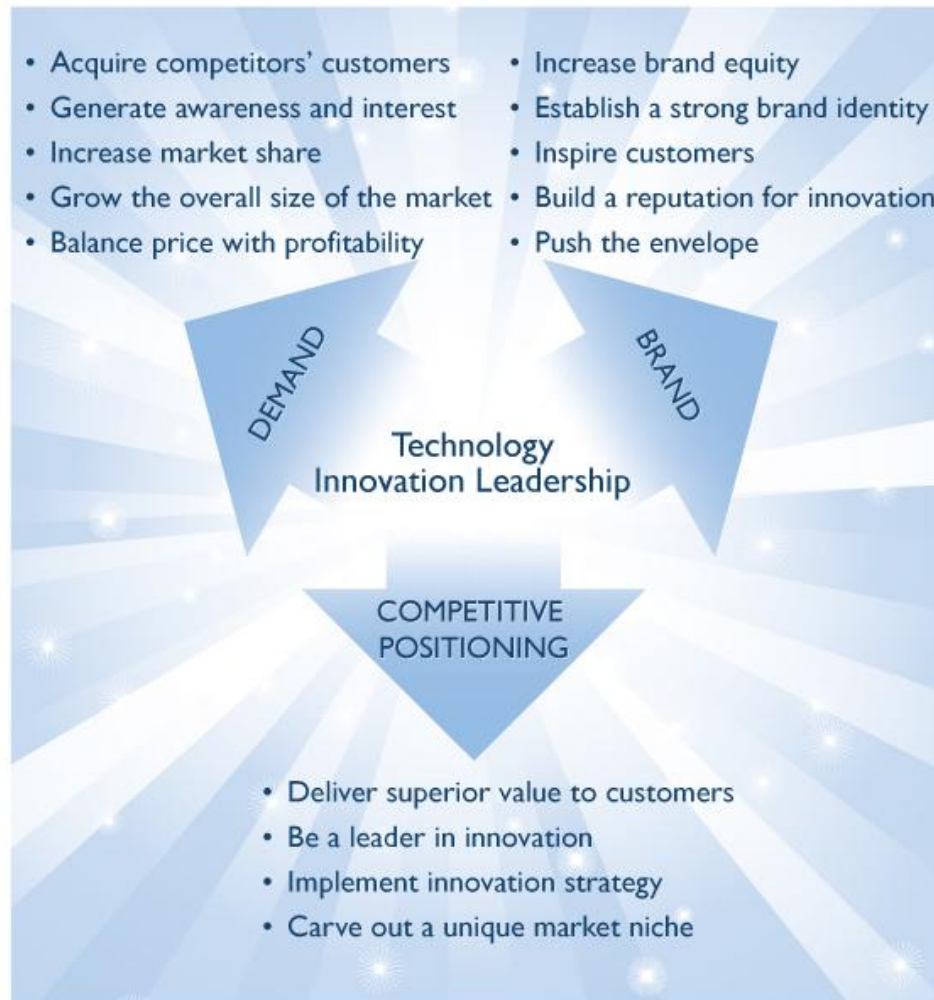 • Acquire competitors' customers
• Generate awareness and interest
• Increase market share
• Grow the overall size of the market
• Balance price with profitability
• Increase brand equity
• Establish a strong brand identity
• Inspire customers
• Build a reputation for innovation
• Push the envelope
DEMAND
BRAND
Technology
Innovation Leadership
COMPETITIVE
POSITIONING
• Deliver superior value to customers
• Be a leader in innovation
• Implement innovation strategy
• Carve out a unique market niche